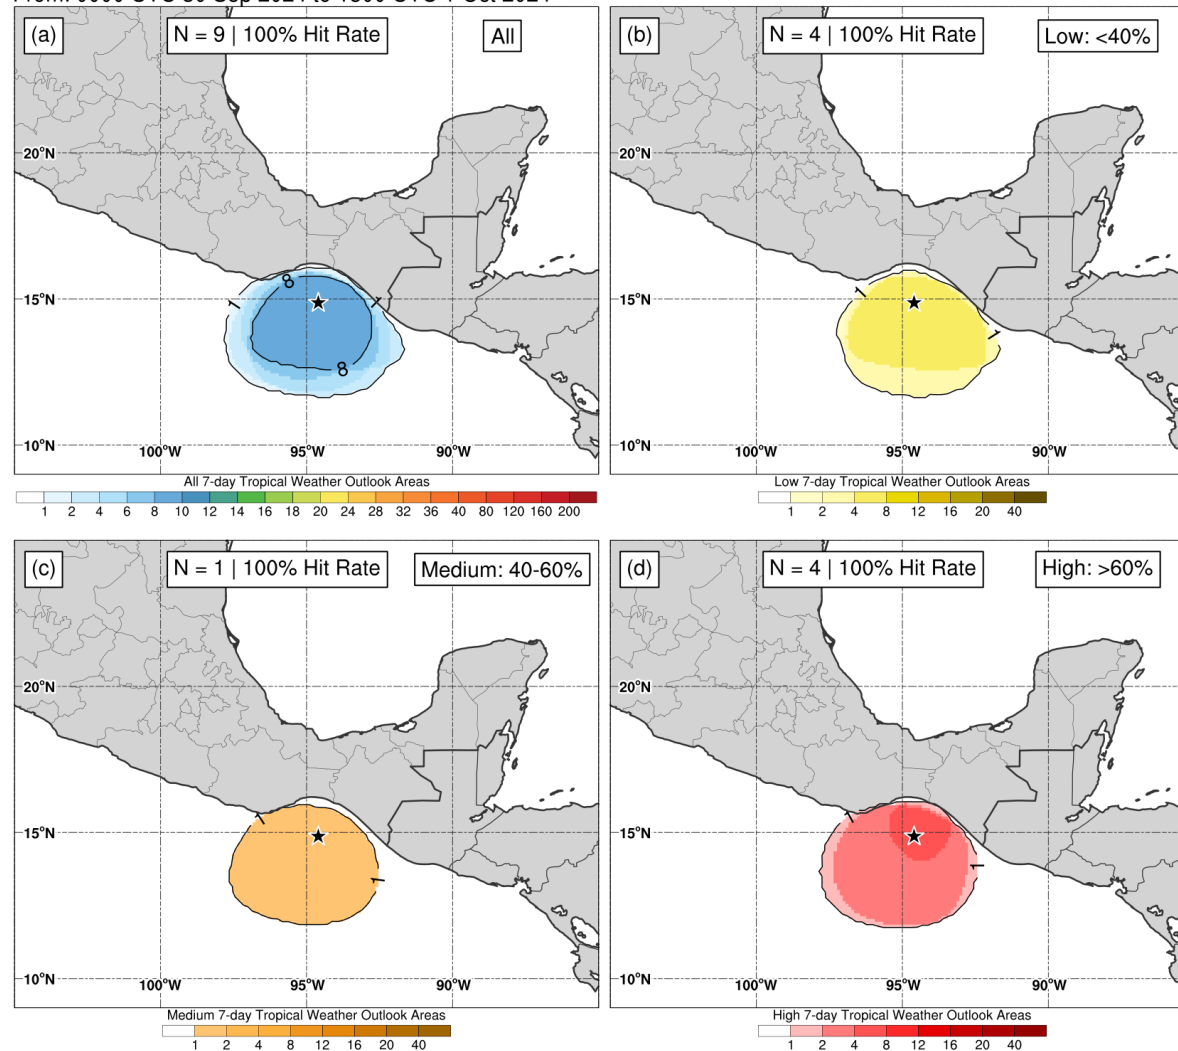 (a) N = 9 | 100% Hit Rate All
20°N
15°N
10°N
100°W 95°W 90°W
1 8 1 8
All 7-day Tropical Weather Outlook Areas
1 2 4 6 8 10 12 14 16 18 20 24 28 32 36 40 80 120 160 200
(b) N = 4 | 100% Hit Rate Low: <40%
20°N
15°N
10°N
100°W 95°W 90°W
1 1
Low 7-day Tropical Weather Outlook Areas
1 2 4 8 12 16 20 40
(c) N = 1 | 100% Hit Rate Medium: 40-60%
20°N
15°N
10°N
100°W 95°W 90°W
1 1
Medium 7-day Tropical Weather Outlook Areas
1 2 4 8 12 16 20 40
(d) N = 4 | 100% Hit Rate High: >60%
20°N
15°N
10°N
100°W 95°W 90°W
1 1
High 7-day Tropical Weather Outlook Areas
1 2 4 8 12 16 20 40